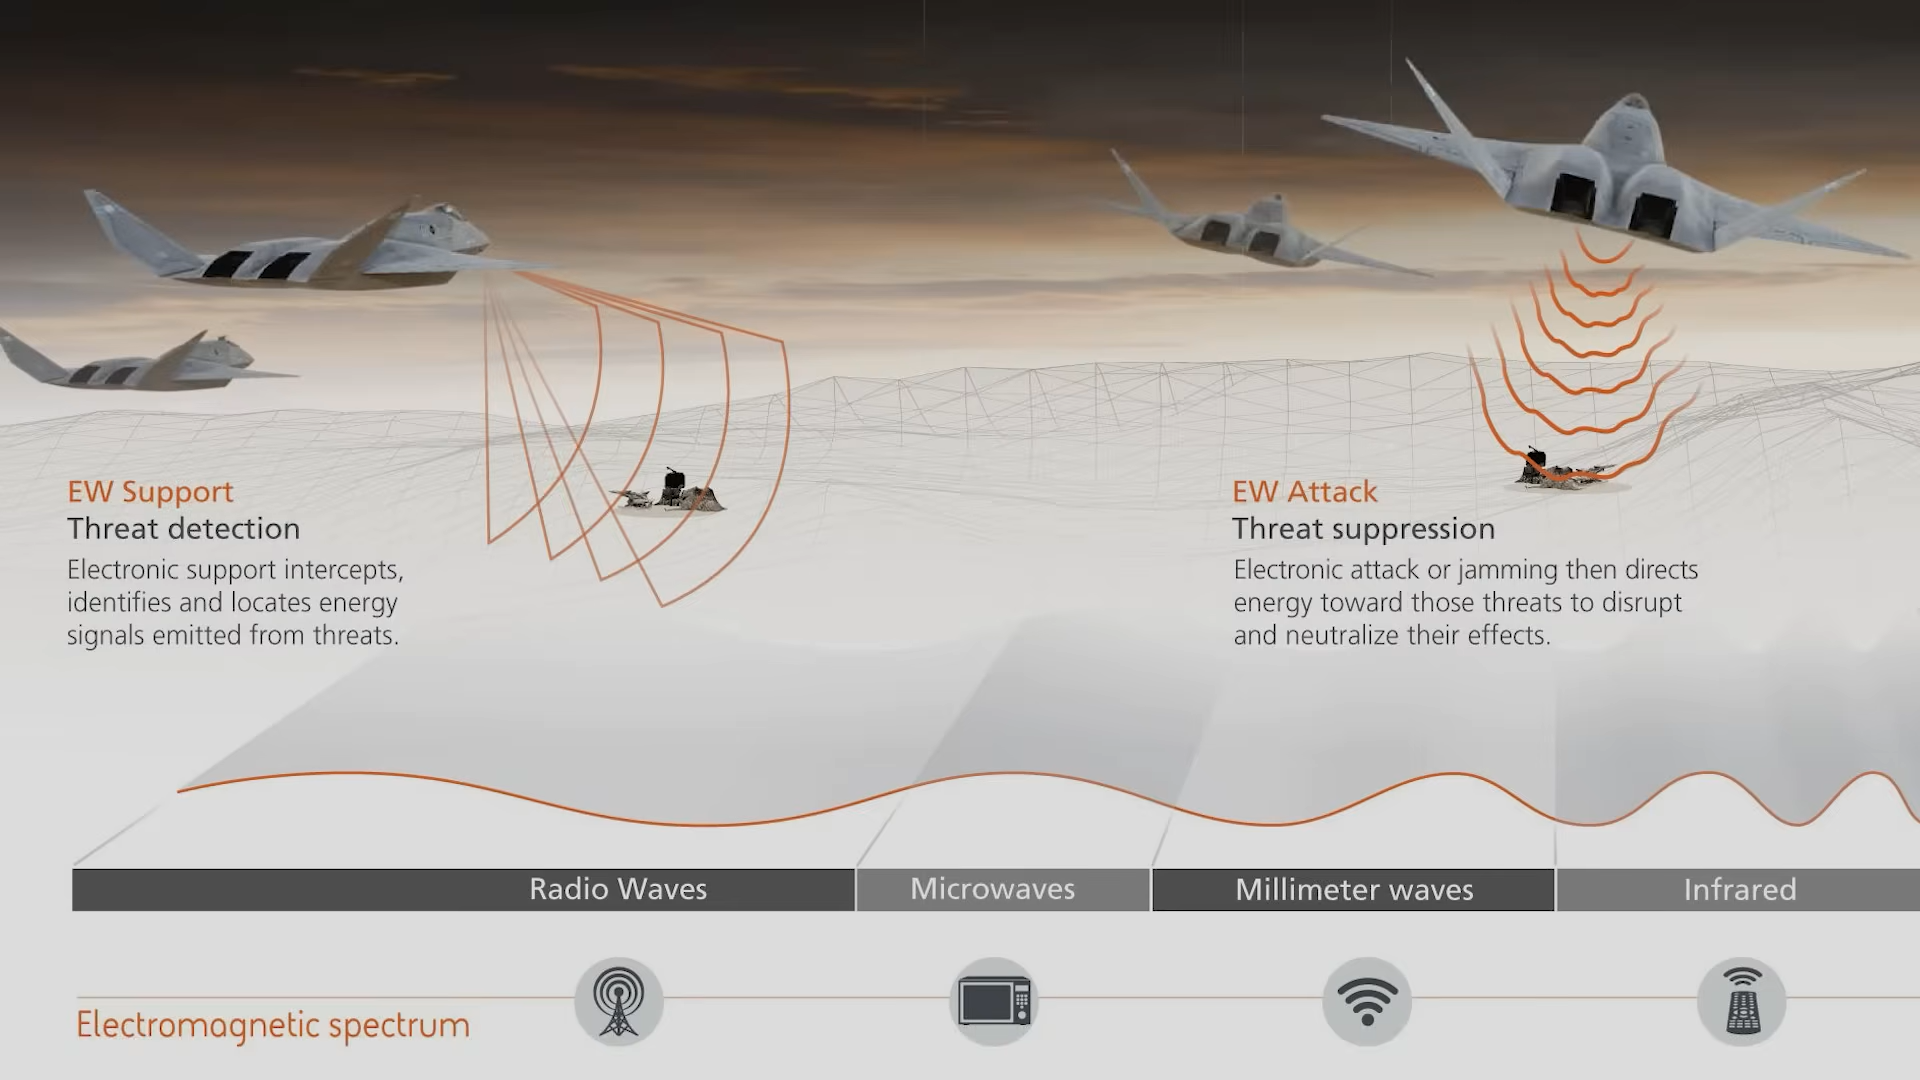 EW Support
Threat detection
Electronic support intercepts,
identifies and locates energy
signals emitted from threats.
EW Attack
Threat suppression
Electronic attack or jamming then directs
energy toward those threats to disrupt
and neutralize their effects.
Radio Waves
Microwaves
Millimeter waves
Infrared
Electromagnetic spectrum